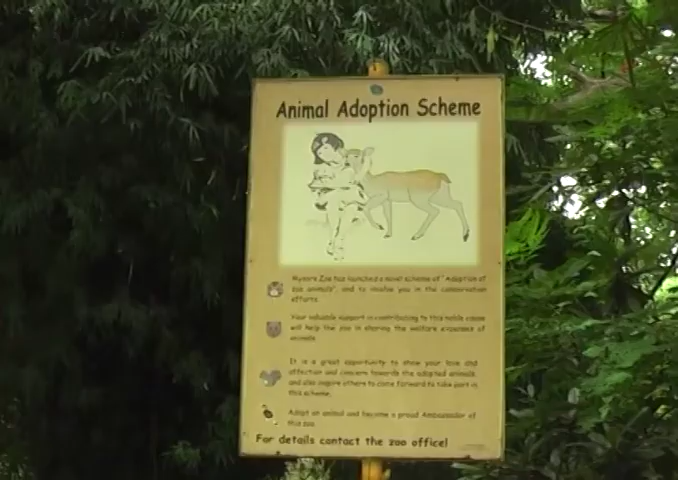 Animal Adoption Scheme
Mysore Zoo has launched a novel scheme of "Adoption of
zoo animals", and to involve you in the conservation
efforts.
Your valuable support in contributing to this noble cause
will help the zoo in sharing the welfare expenses of
animals.
It is a great opportunity to show your love and
affection and concern towards the adopted animals
and also inspire others to come forward to take part in
this scheme.
Adopt an animal and become a proud Ambassador of
this zoo.
For details contact the zoo office!